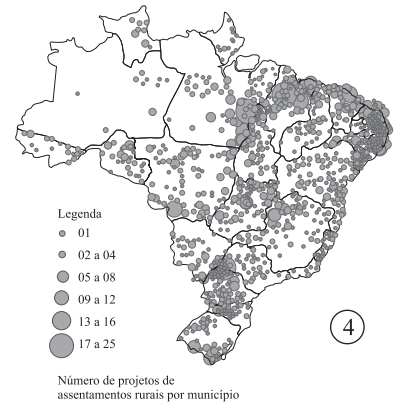 Legenda
01
02 a 04
05 a 08
09 a 12
13 a 16
17 a 25
4
Número de projetos de
assentamentos rurais por município